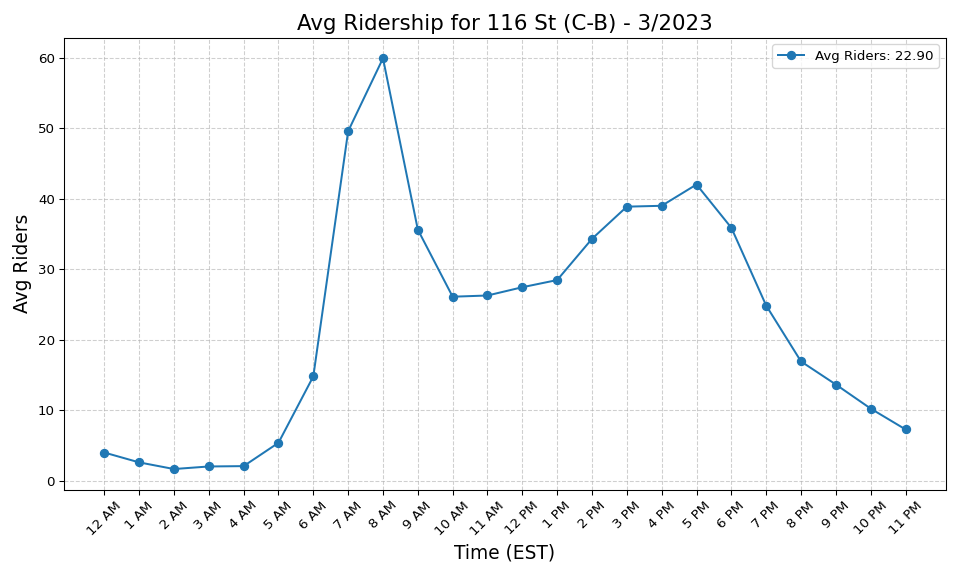 Avg Ridership for 116 St (C-B) - 3/2023
Avg Riders: 22.90
Avg Riders
60
50
40
30
20
10
0
12 AM
1 AM
2 AM
3 AM
4 AM
5 AM
6 AM
7 AM
8 AM
9 AM
10 AM
11 AM
12 PM
1 PM
2 PM
3 PM
4 PM
5 PM
6 PM
7 PM
8 PM
9 PM
10 PM
11 PM
Time (EST)